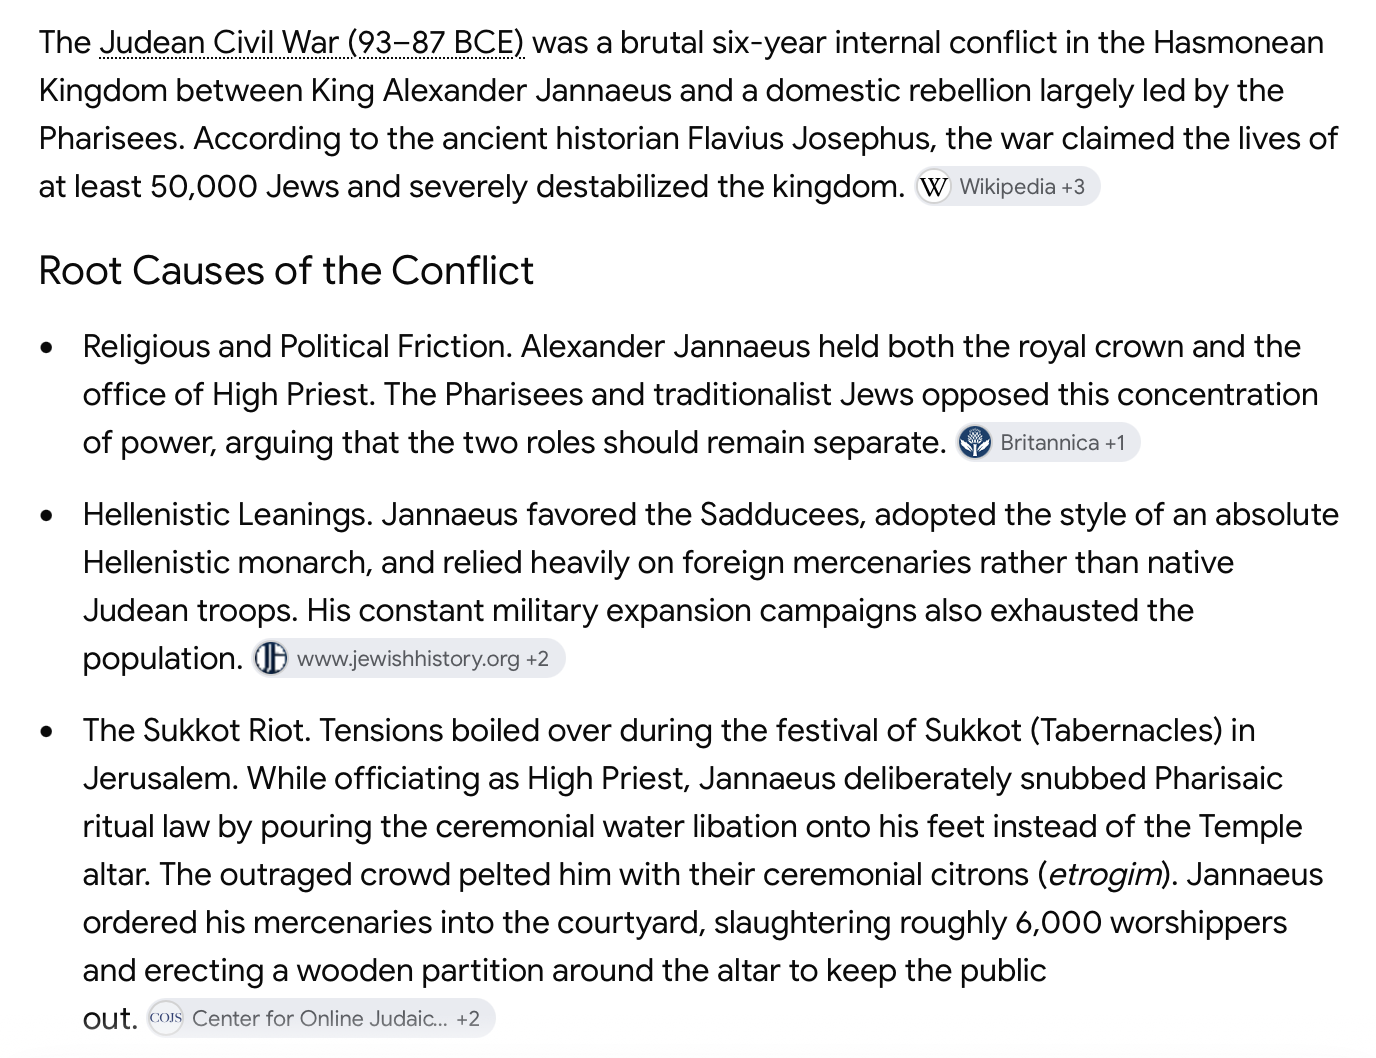 The Judean Civil War (93–87 BCE) was a brutal six-year internal conflict in the Hasmonean
Kingdom between King Alexander Jannaeus and a domestic rebellion largely led by the
Pharisees. According to the ancient historian Flavius Josephus, the war claimed the lives of
at least 50,000 Jews and severely destabilized the kingdom. W Wikipedia +3
Root Causes of the Conflict
• Religious and Political Friction. Alexander Jannaeus held both the royal crown and the
office of High Priest. The Pharisees and traditionalist Jews opposed this concentration
of power, arguing that the two roles should remain separate. Britannica +1
• Hellenistic Leanings. Jannaeus favored the Sadducees, adopted the style of an absolute
Hellenistic monarch, and relied heavily on foreign mercenaries rather than native
Judean troops. His constant military expansion campaigns also exhausted the
population. JH www.jewishhistory.org +2
• The Sukkot Riot. Tensions boiled over during the festival of Sukkot (Tabernacles) in
Jerusalem. While officiating as High Priest, Jannaeus deliberately snubbed Pharisaic
ritual law by pouring the ceremonial water libation onto his feet instead of the Temple
altar. The outraged crowd pelted him with their ceremonial citrons (etrogim). Jannaeus
ordered his mercenaries into the courtyard, slaughtering roughly 6,000 worshippers
and erecting a wooden partition around the altar to keep the public
out. COJS Center for Online Judaic... +2